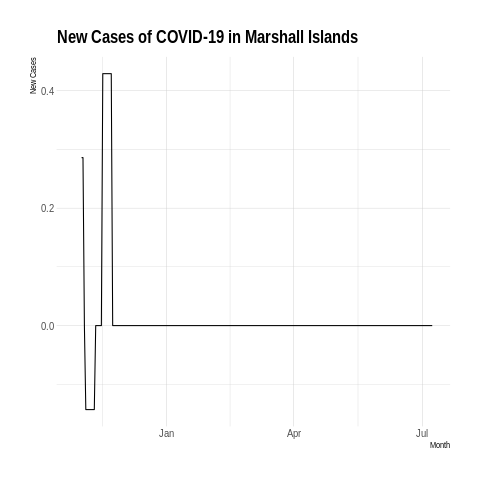 New Cases of COVID-19 in Marshall Islands
New Cases
0.4
0.2
0.0
Jan
Apr
Jul
Month